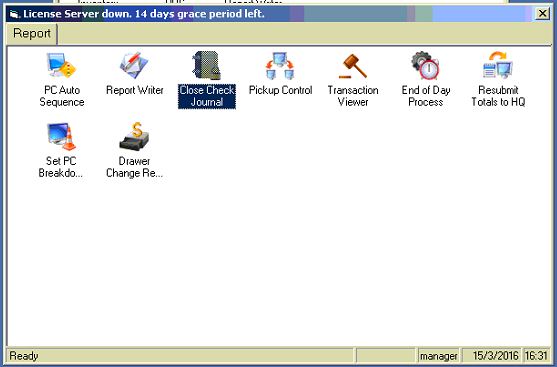 License Server down. 14 days grace period left.
Report
PC Auto
Sequence
Report Writer
Close Check
Journal
Pickup Control
Transaction
Viewer
End of Day
Process
Resubmit
Totals to HQ
Set PC
Breakdo...
Drawer
Change Re...
Ready
manager
15/3/2016
16:31